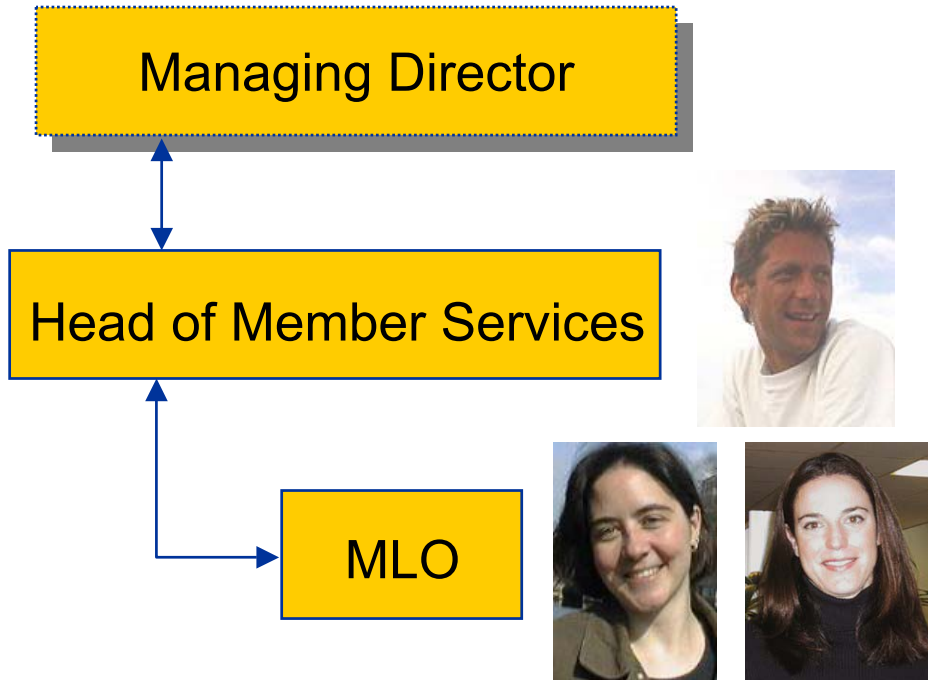 Managing Director
Head of Member Services
MLO